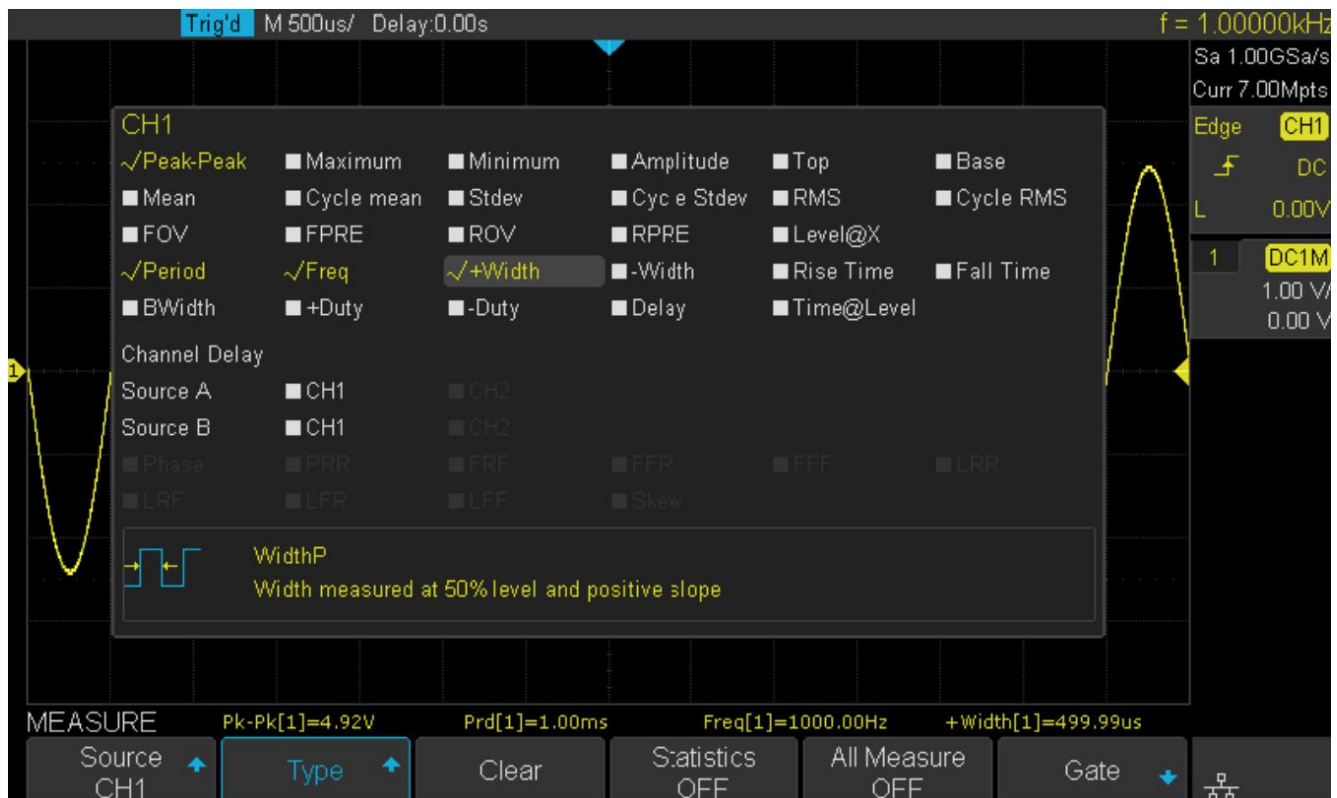 Trig'd M 500us/ Delay:0.00s f = 1.00000kHz
Sa 1.00GSa/s
Curr 7.00Mpts
Edge CH1
DC
L 0.00V
1 DC1M
1.00 V/
0.00 V
1
CH1
√Peak-Peak ■Maximum ■Minimum ■Amplitude ■Top ■Base
■Mean ■Cycle mean ■Stdev ■Cyc e Stdev ■RMS ■Cycle RMS
■FOV ■FPRE ■ROV ■RPRE ■Level@X
√Period √Freq √+Width ■-Width ■Rise Time ■Fall Time
■BWidth ■+Duty ■-Duty ■Delay ■Time@Level
Channel Delay
Source A ■CH1 ■CH2
Source B ■CH1 ■CH2
■Phase ■PRR ■FRF ■FFR ■FFF ■LRR
■LRF ■LFR ■LFF ■Skew
WidthP
Width measured at 50% level and positive slope
MEASURE Pk-Pk[1]=4.92V Prd[1]=1.00ms Freq[1]=1000.00Hz +Width[1]=499.99us
Source
CH1
Type
Clear
Statistics
OFF
All Measure
OFF
Gate